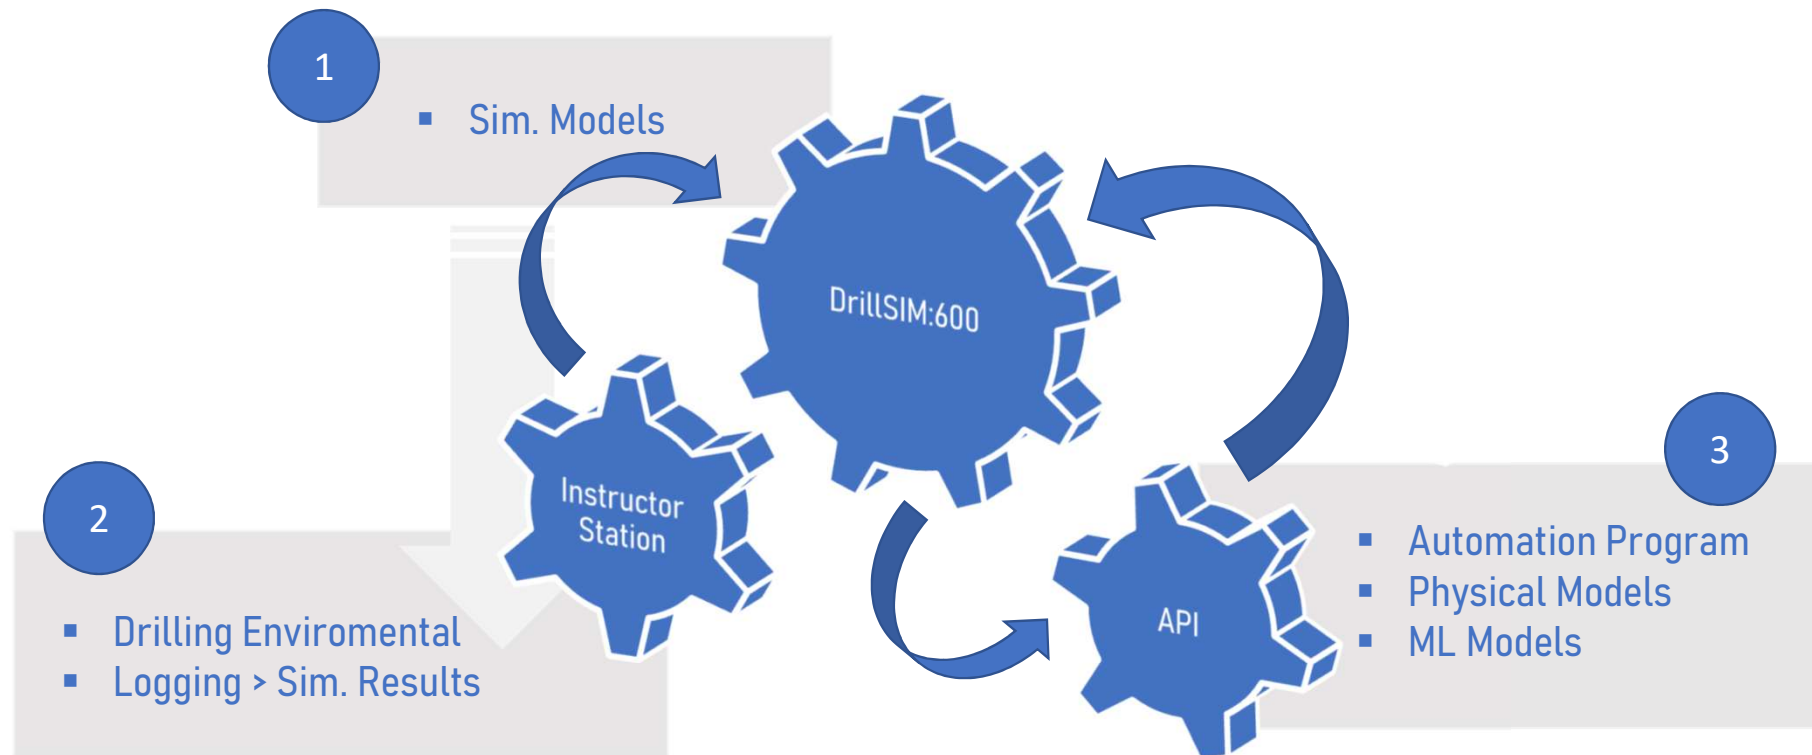 1
▪ Sim. Models
DrillSIM:600
Instructor
Station
2
▪ Drilling Enviromental
▪ Logging > Sim. Results
API
3
▪ Automation Program
▪ Physical Models
▪ ML Models